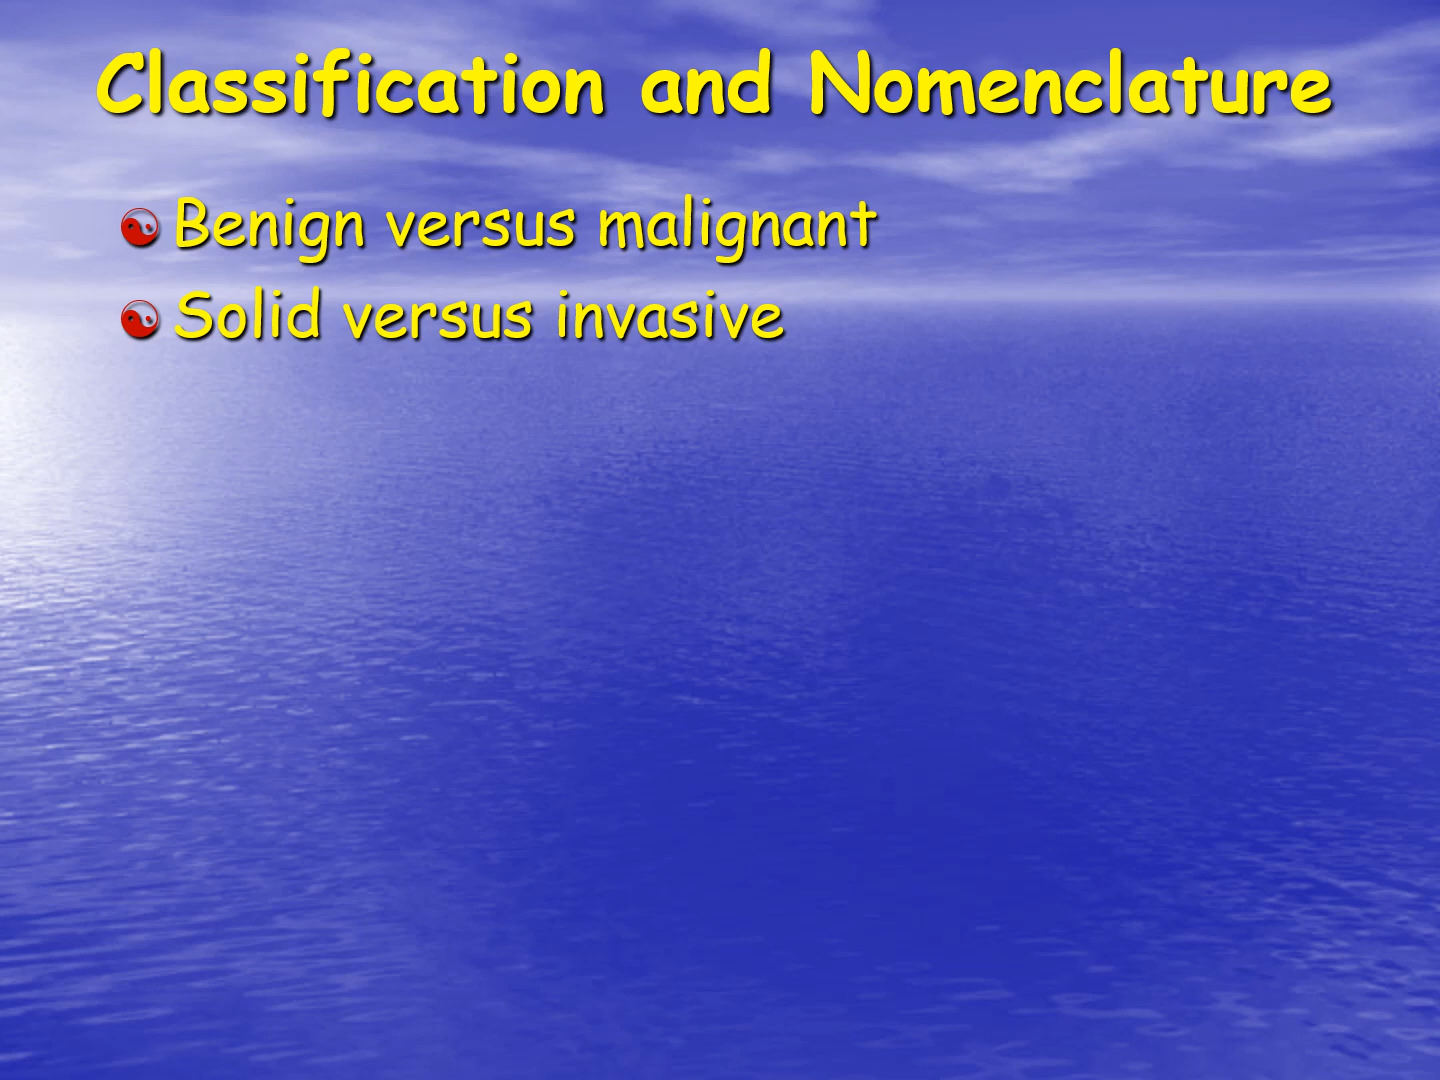 Classification and Nomenclature
Benign versus malignant
Solid versus invasive